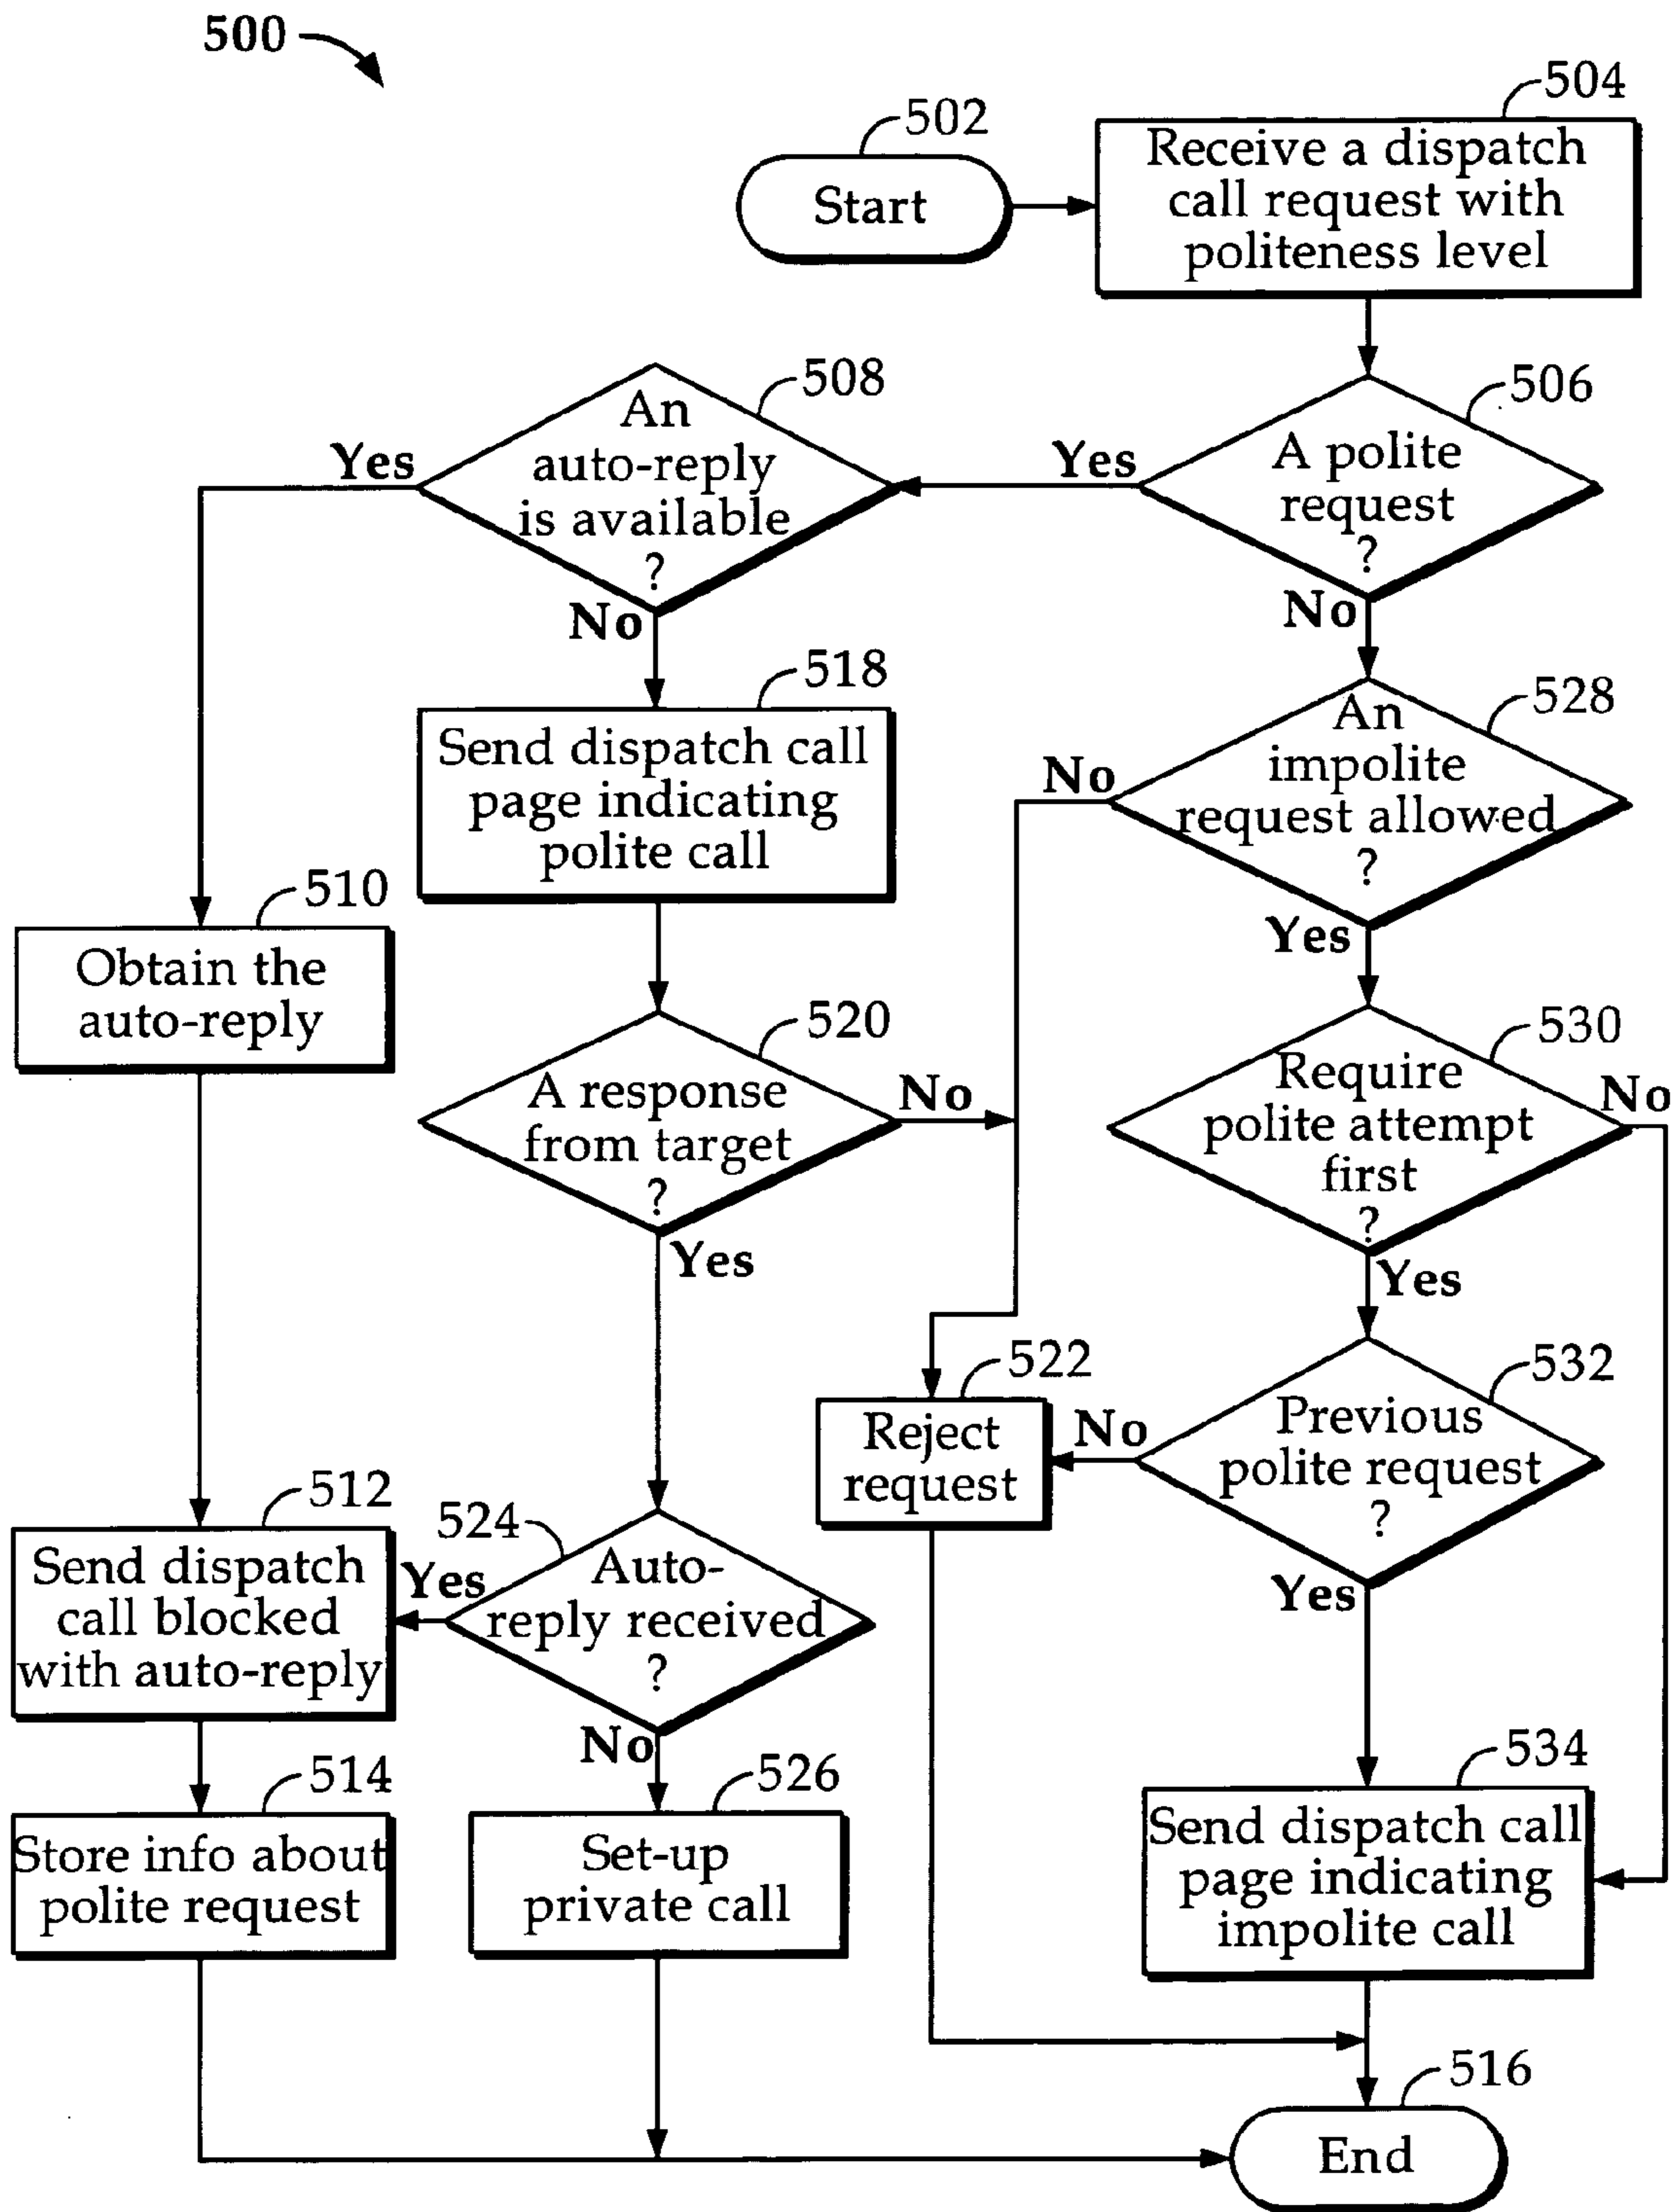 500
502
Start
504
Receive a dispatch
call request with
politeness level
506
A polite
request
?
Yes
No
508
An
auto-reply
is available
?
Yes
No
518
Send dispatch call
page indicating
polite call
528
An
impolite
request allowed
?
No
Yes
510
Obtain the
auto-reply
520
A response
from target
?
No
Yes
530
Require
polite attempt
first
?
No
Yes
522
Reject
request
532
Previous
polite request
?
No
Yes
512
Send dispatch
call blocked
with auto-reply
524
Auto-
reply received
?
Yes
No
514
Store info about
polite request
526
Set-up
private call
534
Send dispatch call
page indicating
impolite call
516
End